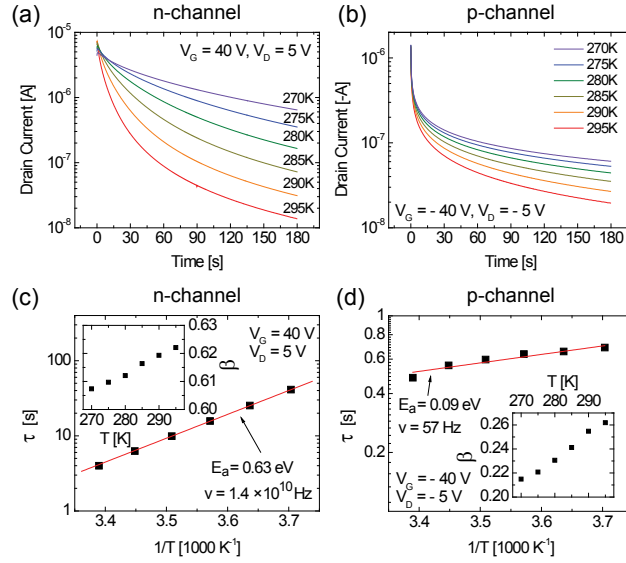 (a) n-channel
10⁻⁵
10⁻⁶
10⁻⁷
10⁻⁸
Drain Current [A]
V_G = 40 V, V_D = 5 V
270K
275K
280K
285K
290K
295K
0 30 60 90 120 150 180
Time [s]
(b) p-channel
10⁻⁶
10⁻⁷
10⁻⁸
Drain Current [-A]
270K
275K
280K
285K
290K
295K
V_G = - 40 V, V_D = - 5 V
0 30 60 90 120 150 180
Time [s]
(c) n-channel
100
10
1
τ [s]
0.63
0.62
0.61
0.60
β
270 280 290
T [K]
V_G = 40 V
V_D = 5 V
E_a = 0.63 eV
ν = 1.4 ×10¹⁰Hz
3.4 3.5 3.6 3.7
1/T [1000 K⁻¹]
(d) p-channel
0.8
0.6
0.4
0.2
τ [s]
E_a = 0.09 eV
ν = 57 Hz
T [K]
270 280 290
0.28
0.26
0.24
0.22
0.20
β
V_G = - 40 V
V_D = - 5 V
3.4 3.5 3.6 3.7
1/T [1000 K⁻¹]